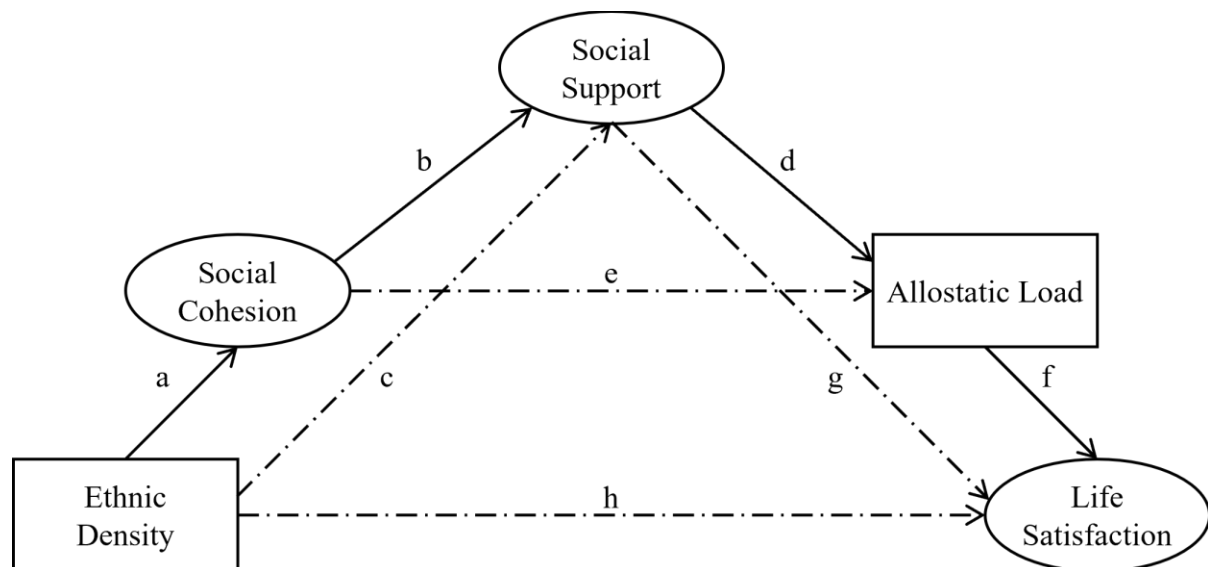 Social
Support
b
d
Social
Cohesion
e
Allostatic Load
a
c
g
f
Ethnic
Density
h
Life
Satisfaction